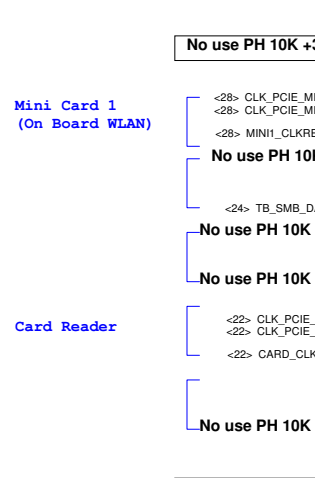 No use PH 10K +3
<28> CLK_PCIE_MI
Mini Card 1
<28> CLK_PCIE_MI
(On Board WLAN)
<28> MINI1_CLKRE
No use PH 10K
<24> TB_SMB_DA
No use PH 10K
No use PH 10K
<22> CLK_PCIE_
Card Reader
<22> CLK_PCIE_
<22> CARD_CLK
No use PH 10K